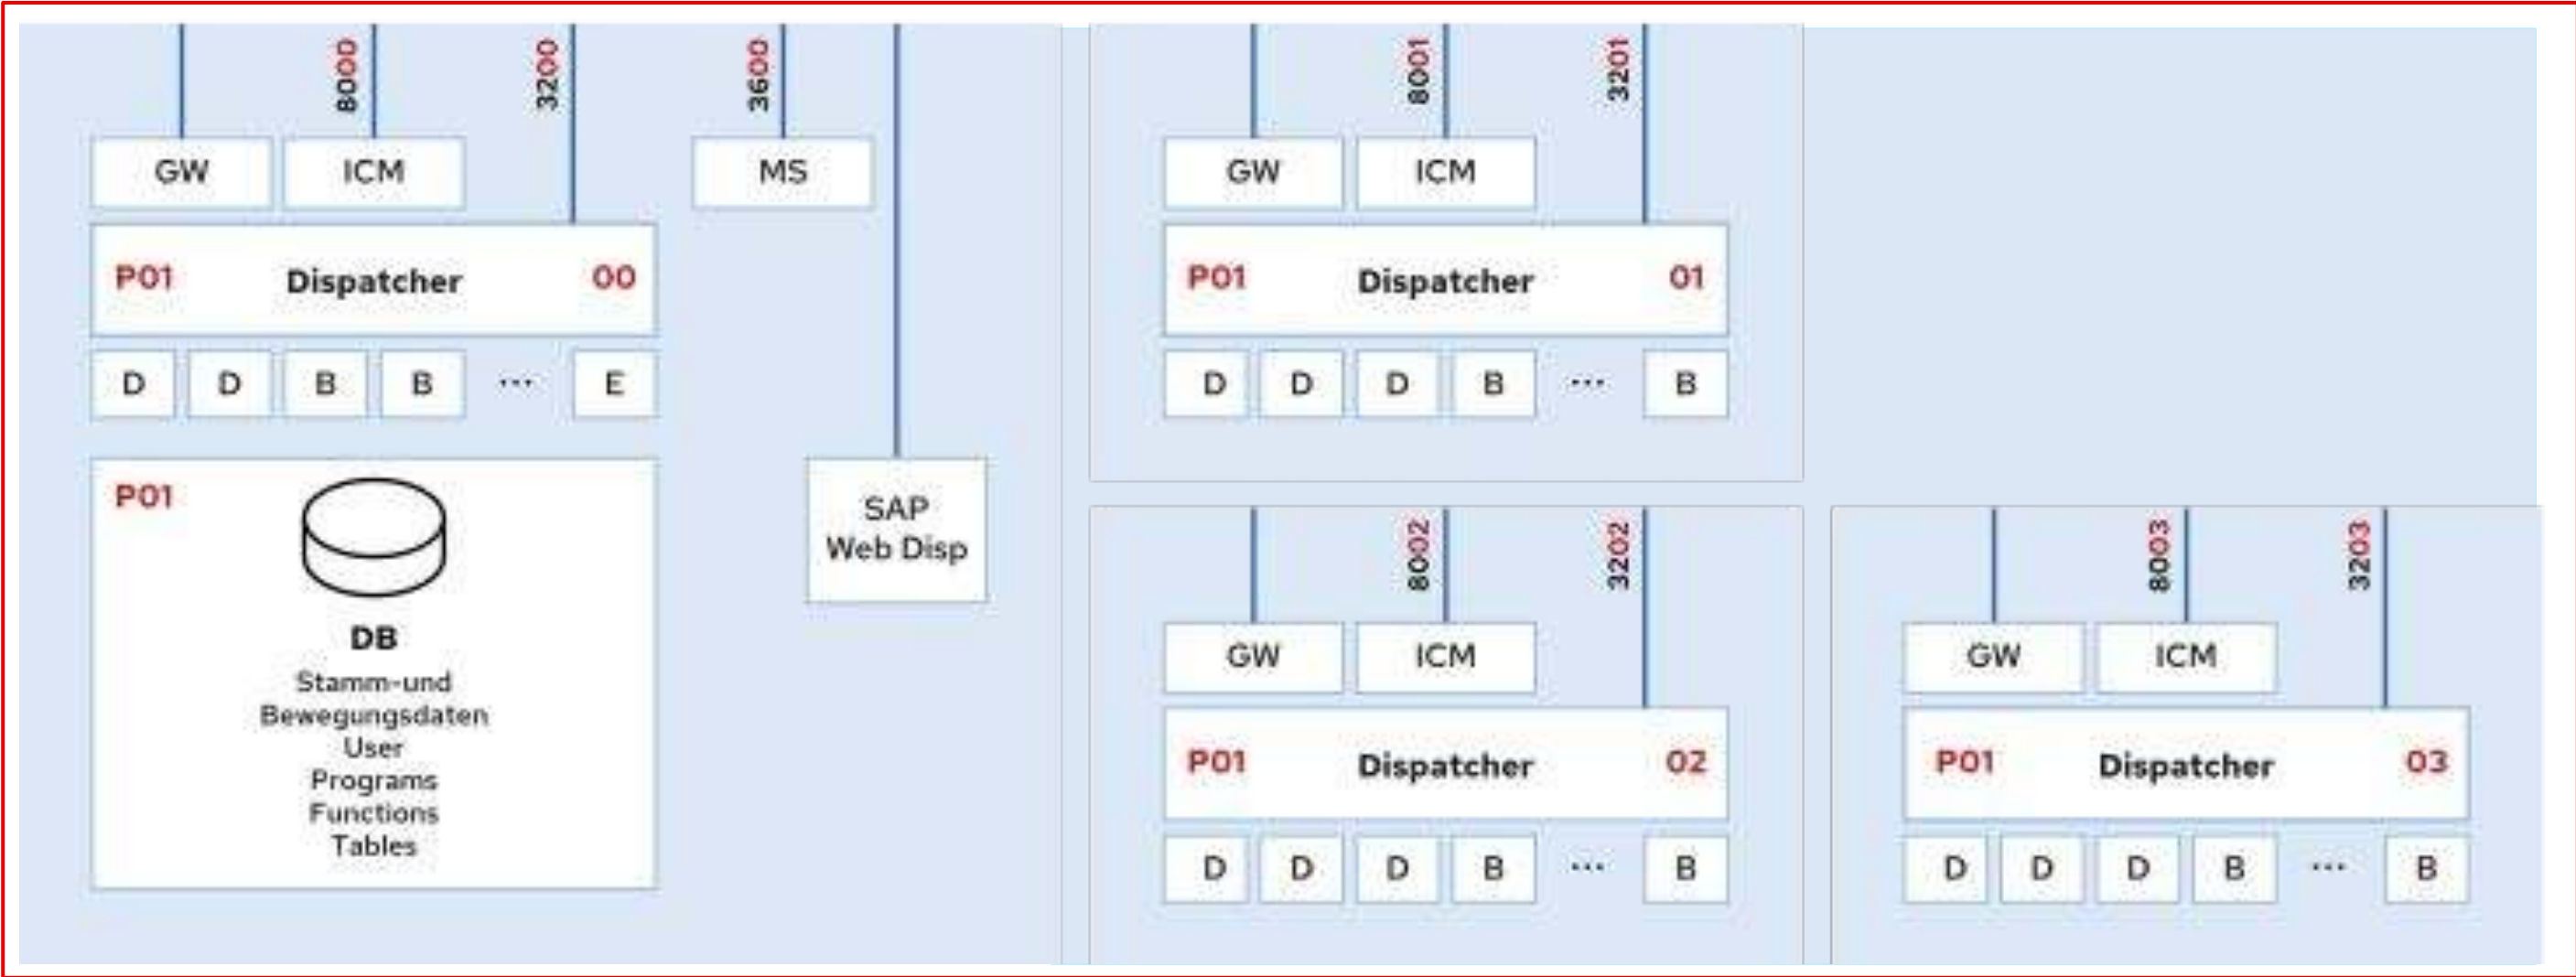 8000
3200
3600
GW
ICM
MS
P01
Dispatcher
00
D
D
B
B
...
E
P01
DB
Stamm-und
Bewegungsdaten
User
Programs
Functions
Tables
SAP
Web Disp
8001
3201
GW
ICM
P01
Dispatcher
01
D
D
D
B
...
B
8002
3202
GW
ICM
P01
Dispatcher
02
D
D
D
B
...
B
8003
3203
GW
ICM
P01
Dispatcher
03
D
D
D
B
...
B